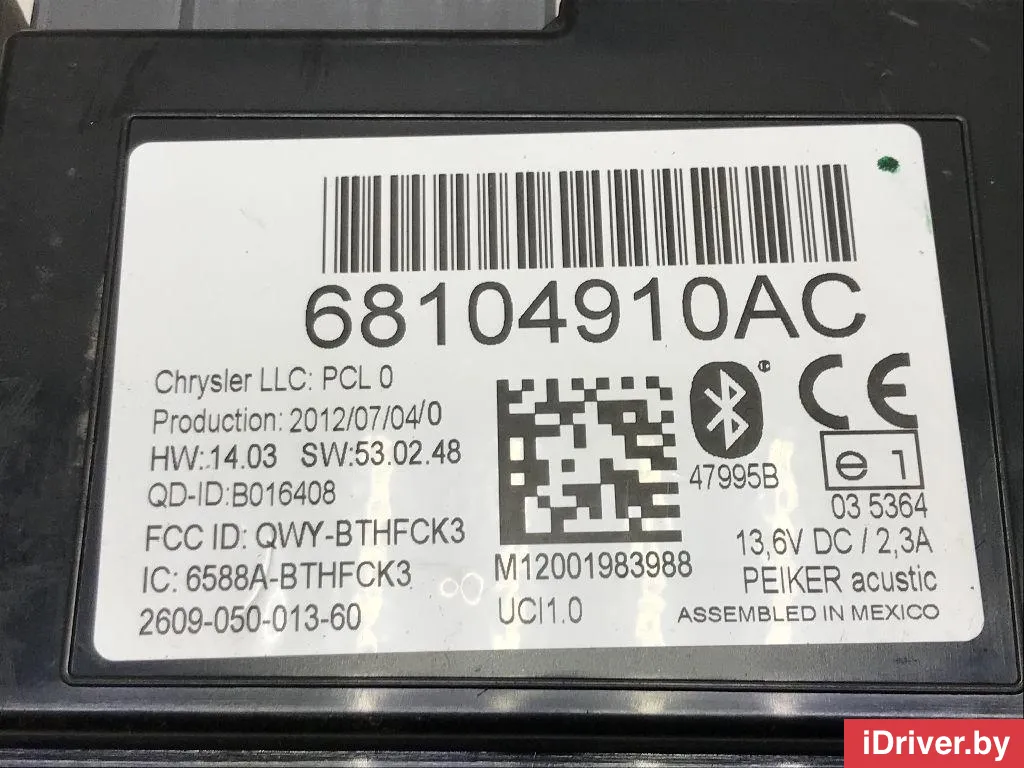 68104910AC
Chrysler LLC: PCL 0
Production: 2012/07/04/0
HW:14.03 SW:53.02.48
QD-ID:B016408
FCC ID: QWY-BTHFCK3
IC: 6588A-BTHFCK3
2609-050-013-60
M12001983988
UCI1.0
47995B
CE
e 1
03 5364
13,6V DC / 2,3A
PEIKER acustic
ASSEMBLED IN MEXICO
iDriver.by